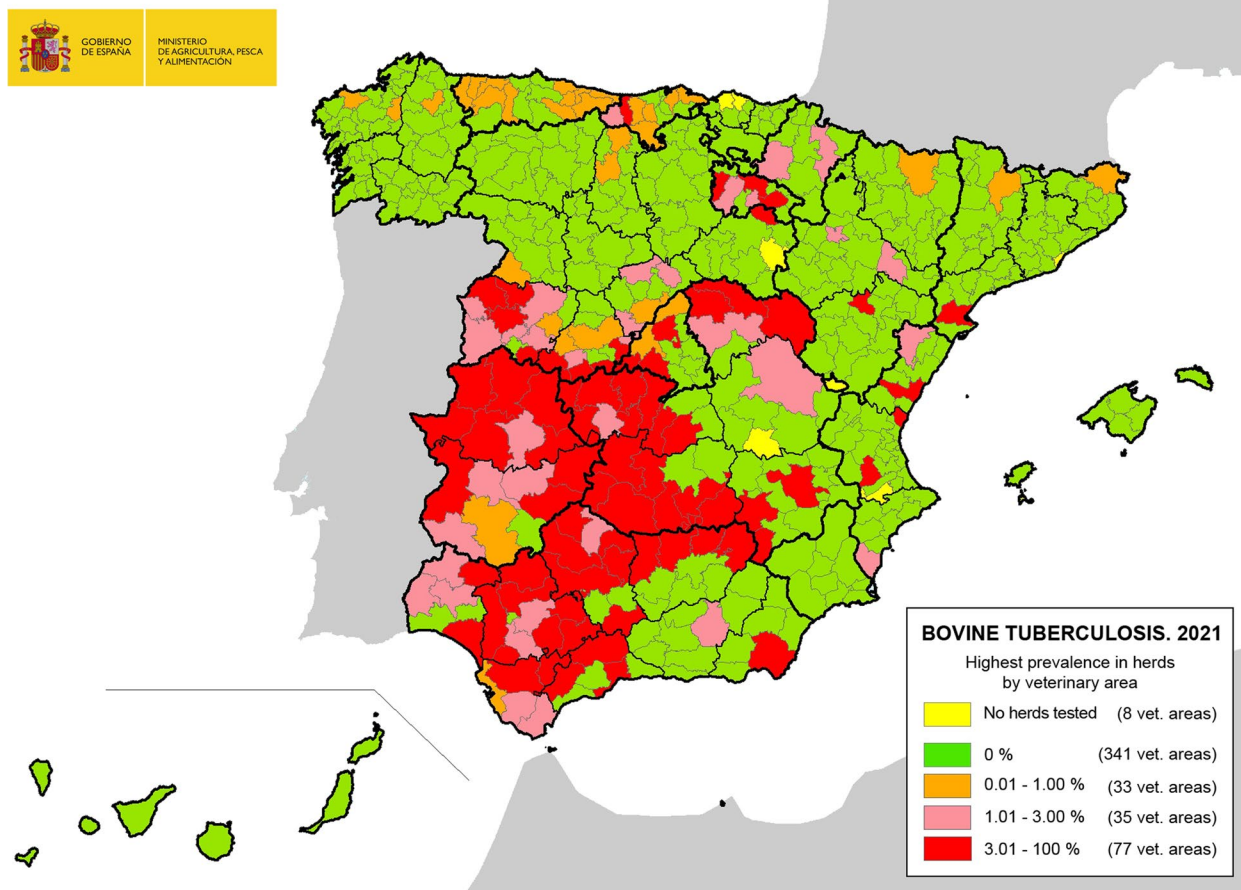 GOBIERNO
DE ESPAÑA
MINISTERIO
DE AGRICULTURA, PESCA
Y ALIMENTACIÓN
BOVINE TUBERCULOSIS. 2021
Highest prevalence in herds
by veterinary area
No herds tested (8 vet. areas)
0 % (341 vet. areas)
0.01 - 1.00 % (33 vet. areas)
1.01 - 3.00 % (35 vet. areas)
3.01 - 100 % (77 vet. areas)